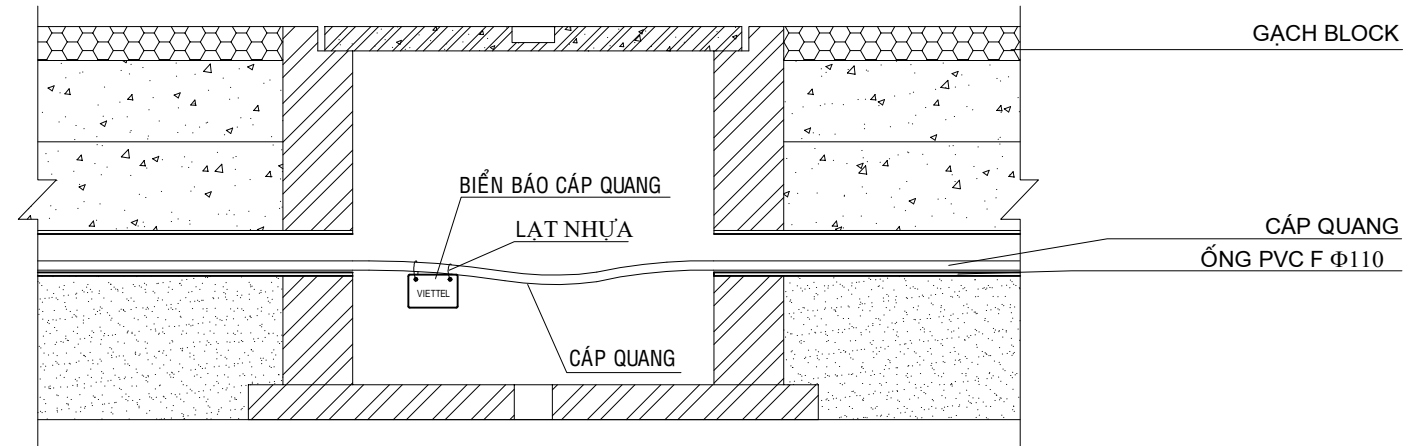 GẠCH BLOCK
BIỂN BÁO CÁP QUANG
LẠT NHỰA
CÁP QUANG
ỐNG PVC F Φ110
VIETTEL
CÁP QUANG